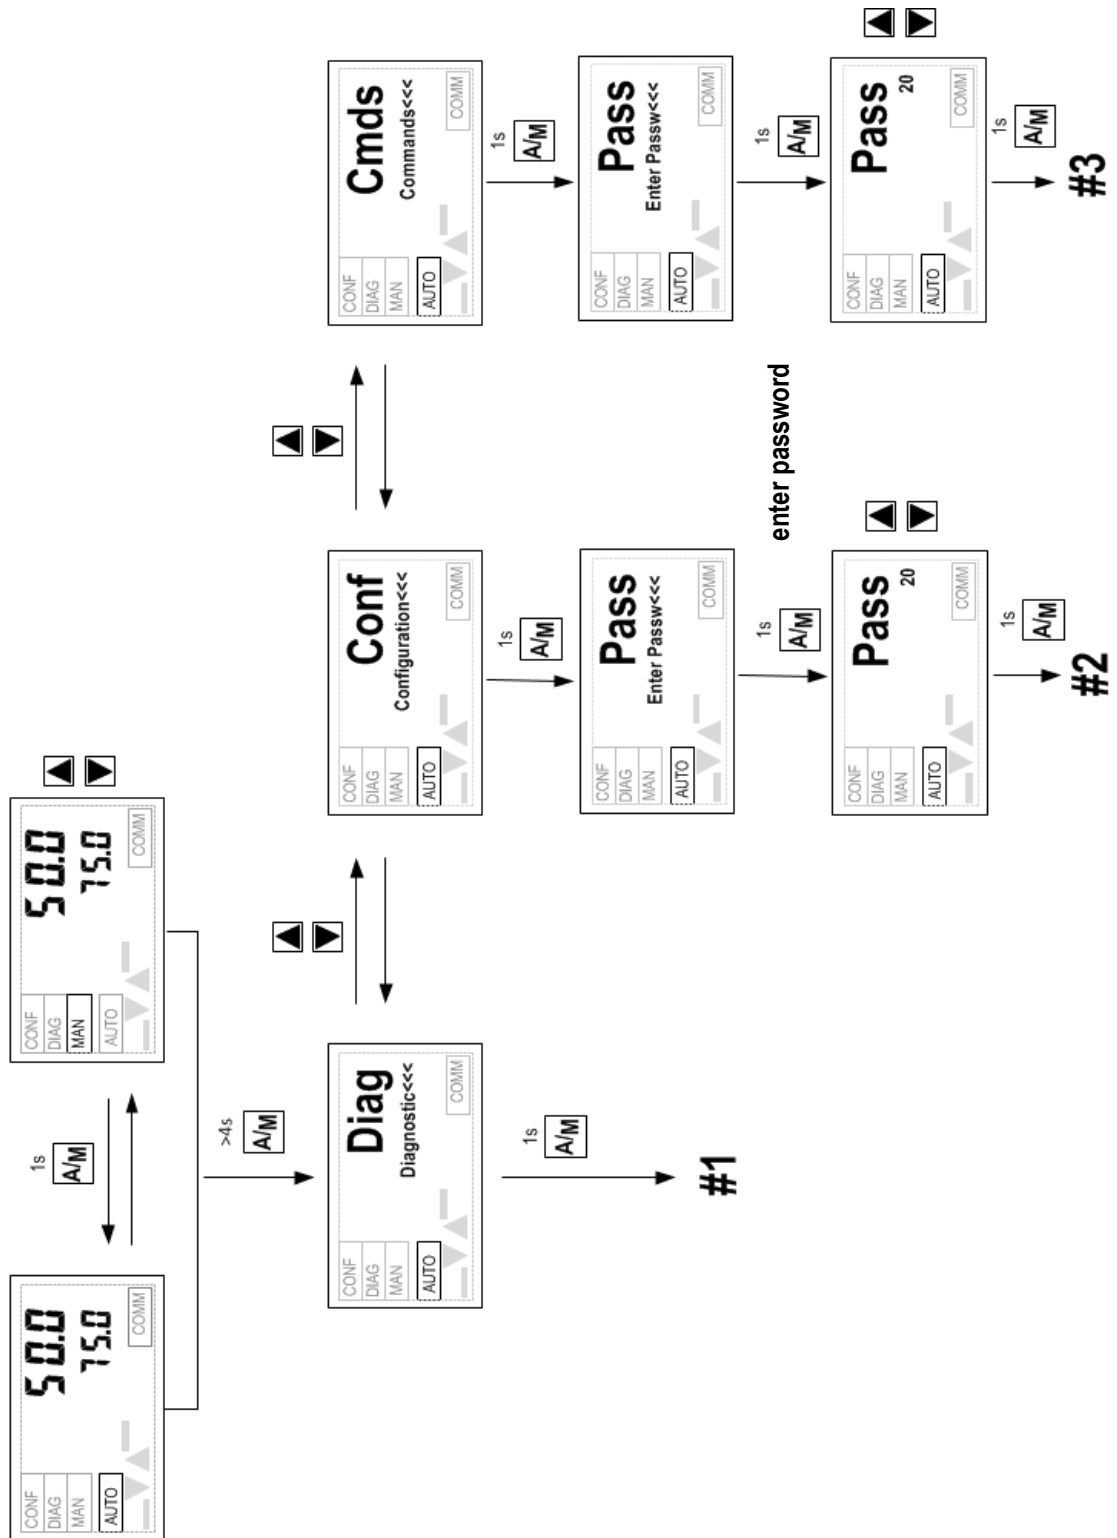 CONF
DIAG
MAN
AUTO
50.0
75.0
COMM
1s
A/M
CONF
DIAG
MAN
AUTO
50.0
75.0
COMM
>4s
A/M
CONF
DIAG
MAN
AUTO
Diag
Diagnostic<<<
COMM
1s
A/M
#1
CONF
DIAG
MAN
AUTO
Conf
Configuration<<<
COMM
1s
A/M
CONF
DIAG
MAN
AUTO
Pass
Enter Passw<<<
COMM
1s
A/M
enter password
CONF
DIAG
MAN
AUTO
Pass
20
COMM
1s
A/M
#2
CONF
DIAG
MAN
AUTO
Cmds
Commands<<<
COMM
1s
A/M
CONF
DIAG
MAN
AUTO
Pass
Enter Passw<<<
COMM
1s
A/M
CONF
DIAG
MAN
AUTO
Pass
20
COMM
1s
A/M
#3